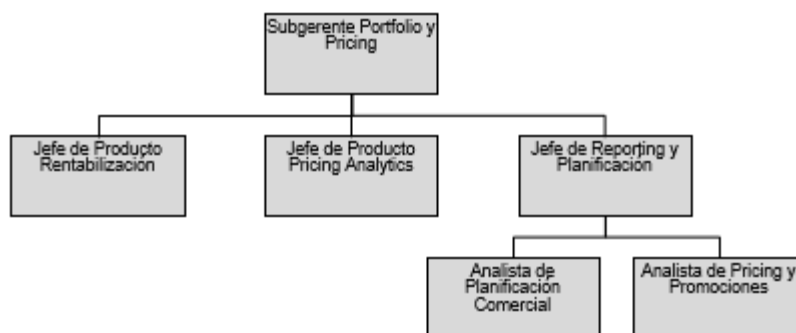 Subgerente Portfolio y
Pricing
Jefe de Producto
Rentabilización
Jefe de Producto
Pricing Analytics
Jefe de Reporting y
Planificación
Analista de
Planificación
Comercial
Analista de Pricing y
Promociones